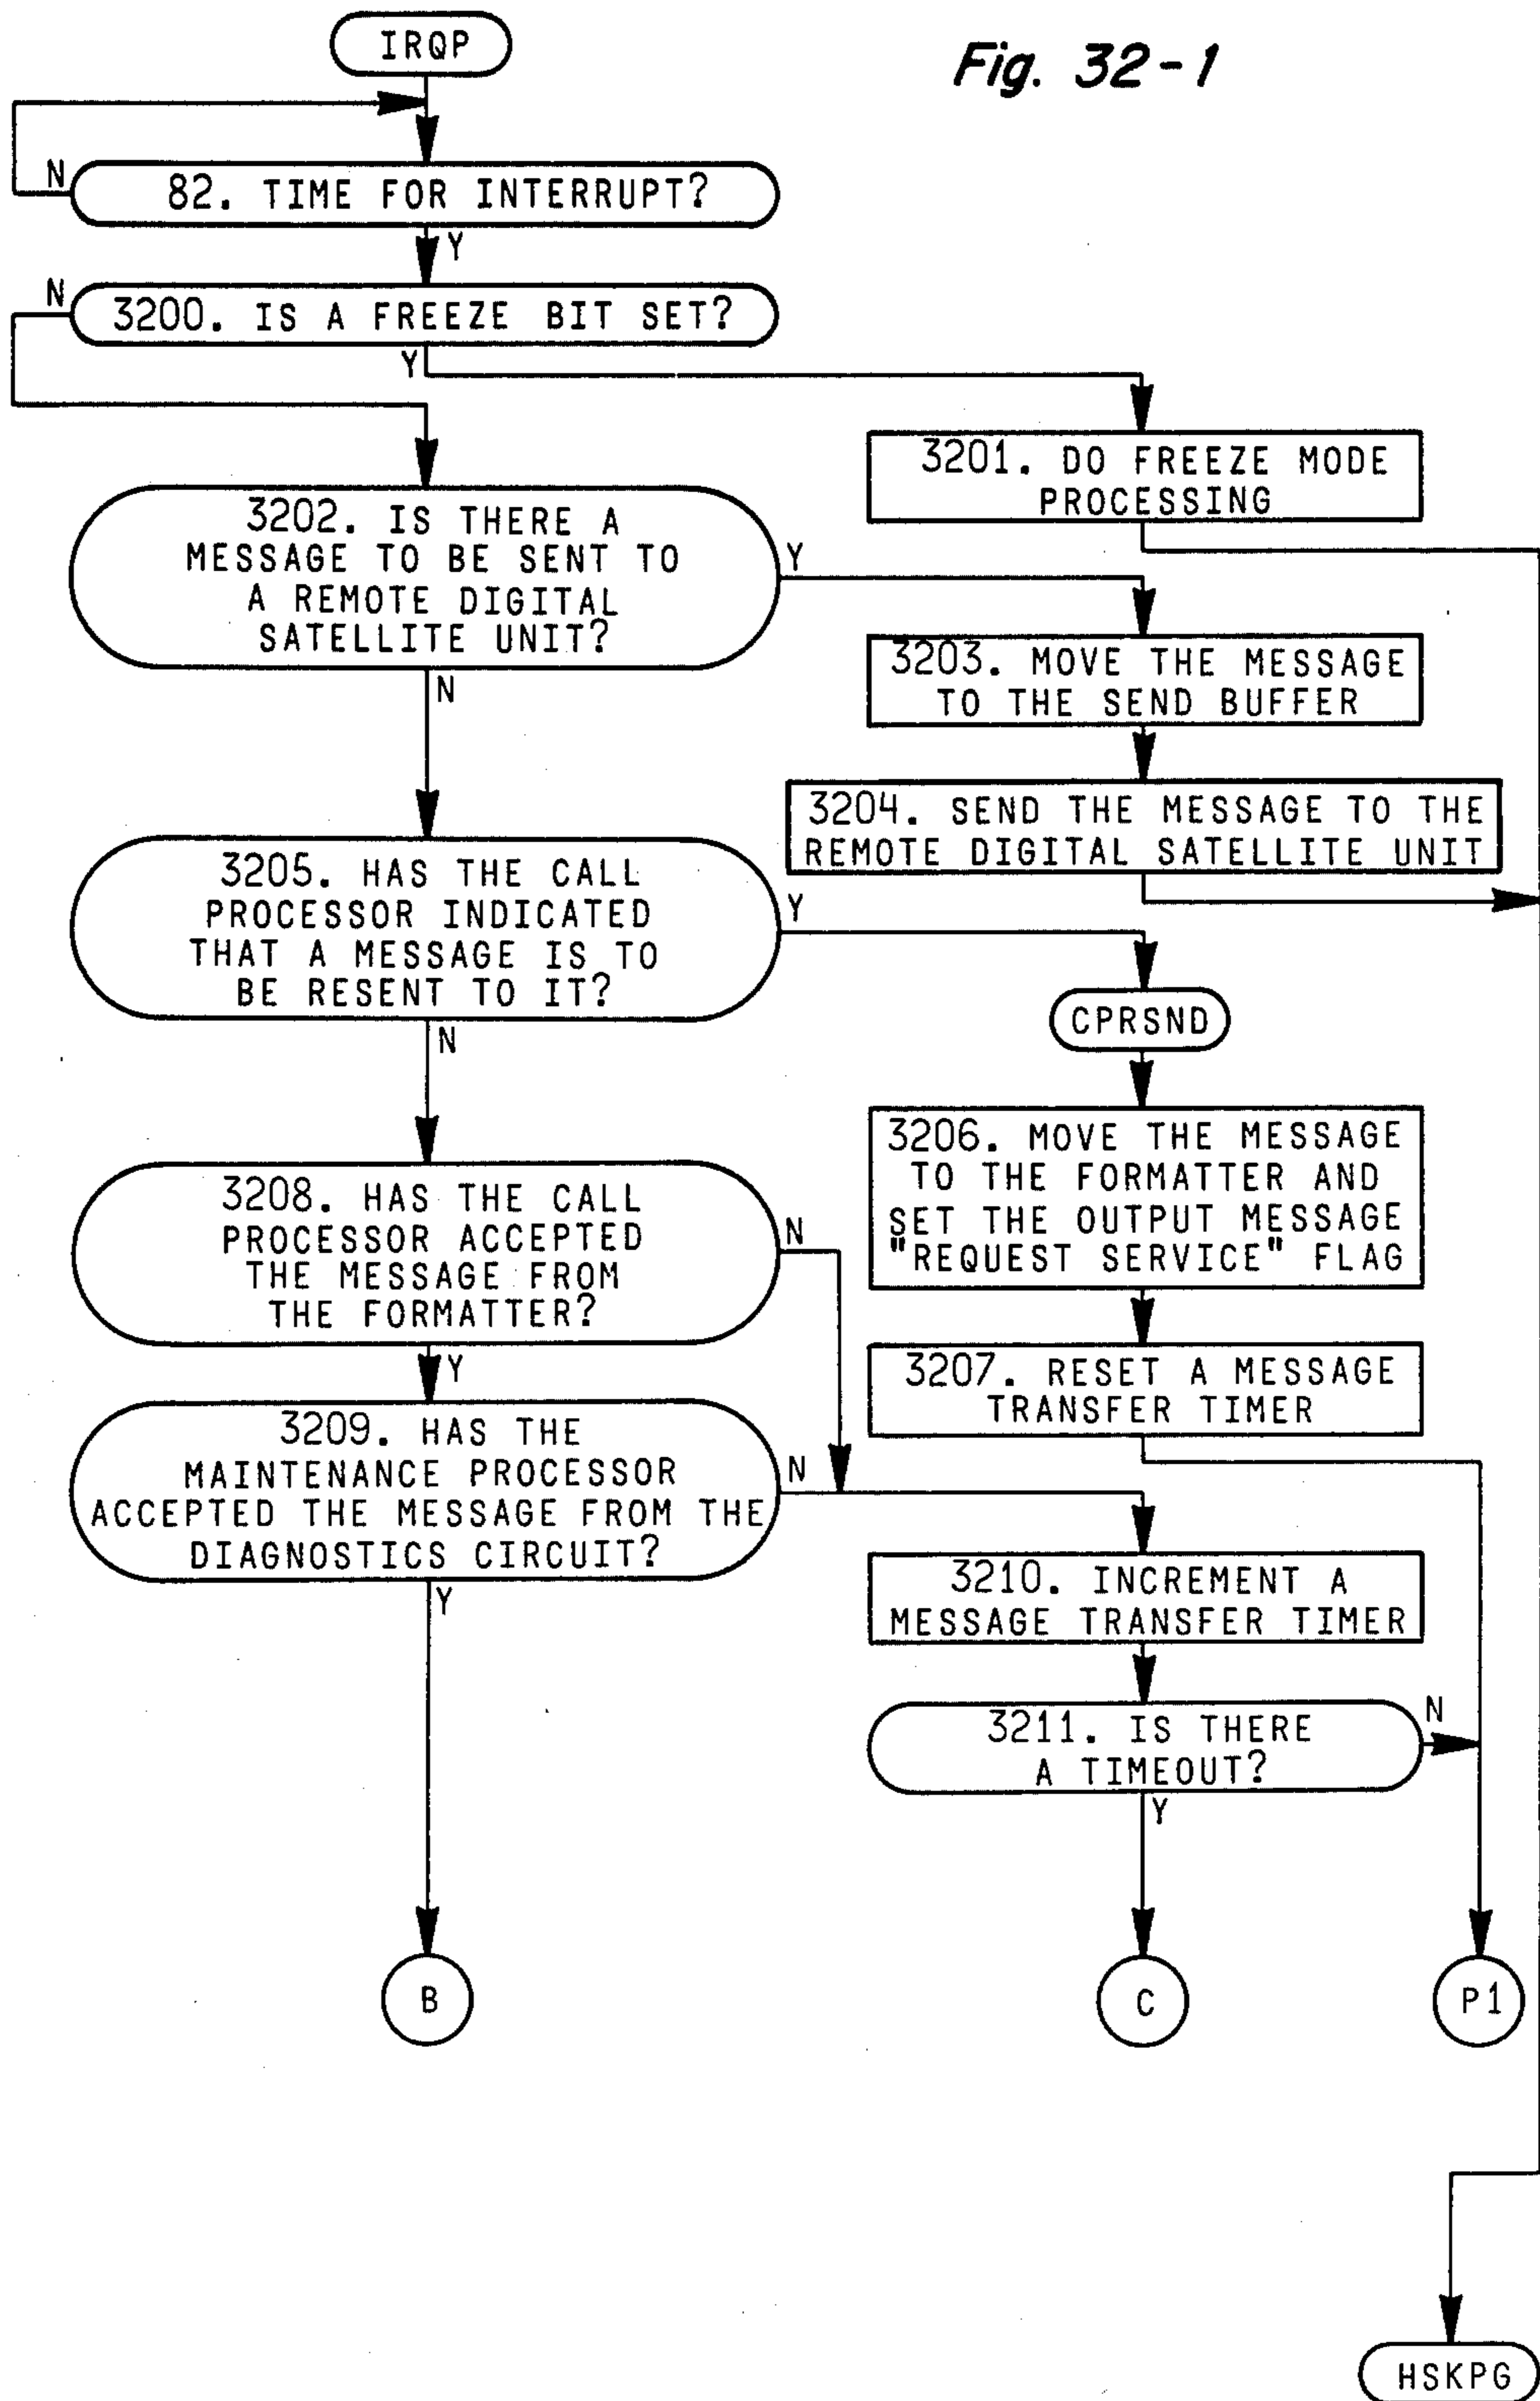 IRQP
Fig. 32-1
N
82. TIME FOR INTERRUPT?
Y
N
3200. IS A FREEZE BIT SET?
Y
3201. DO FREEZE MODE
PROCESSING
3202. IS THERE A
MESSAGE TO BE SENT TO
A REMOTE DIGITAL
SATELLITE UNIT?
Y
N
3203. MOVE THE MESSAGE
TO THE SEND BUFFER
3204. SEND THE MESSAGE TO THE
REMOTE DIGITAL SATELLITE UNIT
3205. HAS THE CALL
PROCESSOR INDICATED
THAT A MESSAGE IS TO
BE RESENT TO IT?
Y
N
CPRSND
3206. MOVE THE MESSAGE
TO THE FORMATTER AND
SET THE OUTPUT MESSAGE
"REQUEST SERVICE" FLAG
3208. HAS THE CALL
PROCESSOR ACCEPTED
THE MESSAGE FROM
THE FORMATTER?
N
Y
3207. RESET A MESSAGE
TRANSFER TIMER
3209. HAS THE
MAINTENANCE PROCESSOR
ACCEPTED THE MESSAGE FROM THE
DIAGNOSTICS CIRCUIT?
N
Y
3210. INCREMENT A
MESSAGE TRANSFER TIMER
3211. IS THERE
A TIMEOUT?
N
Y
B
C
P1
HSKPG